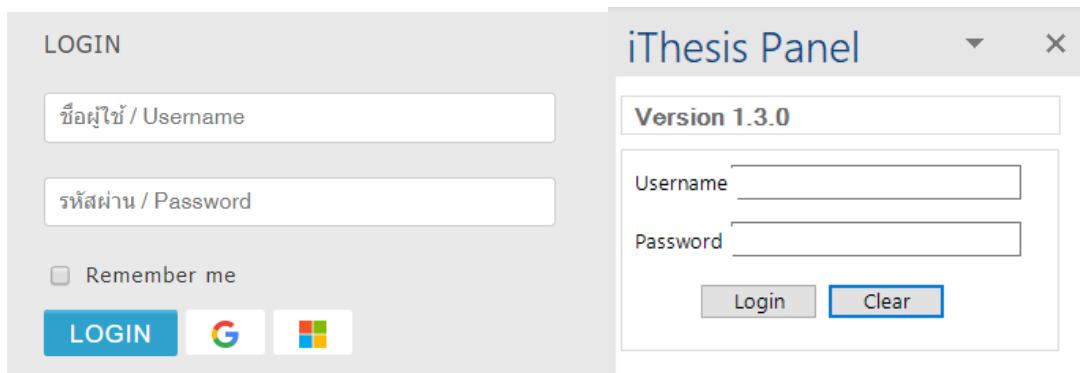 LOGIN
ชื่อผู้ใช้ / Username
รหัสผ่าน / Password
Remember me
LOGIN
iThesis Panel
Version 1.3.0
Username
Password
Login Clear